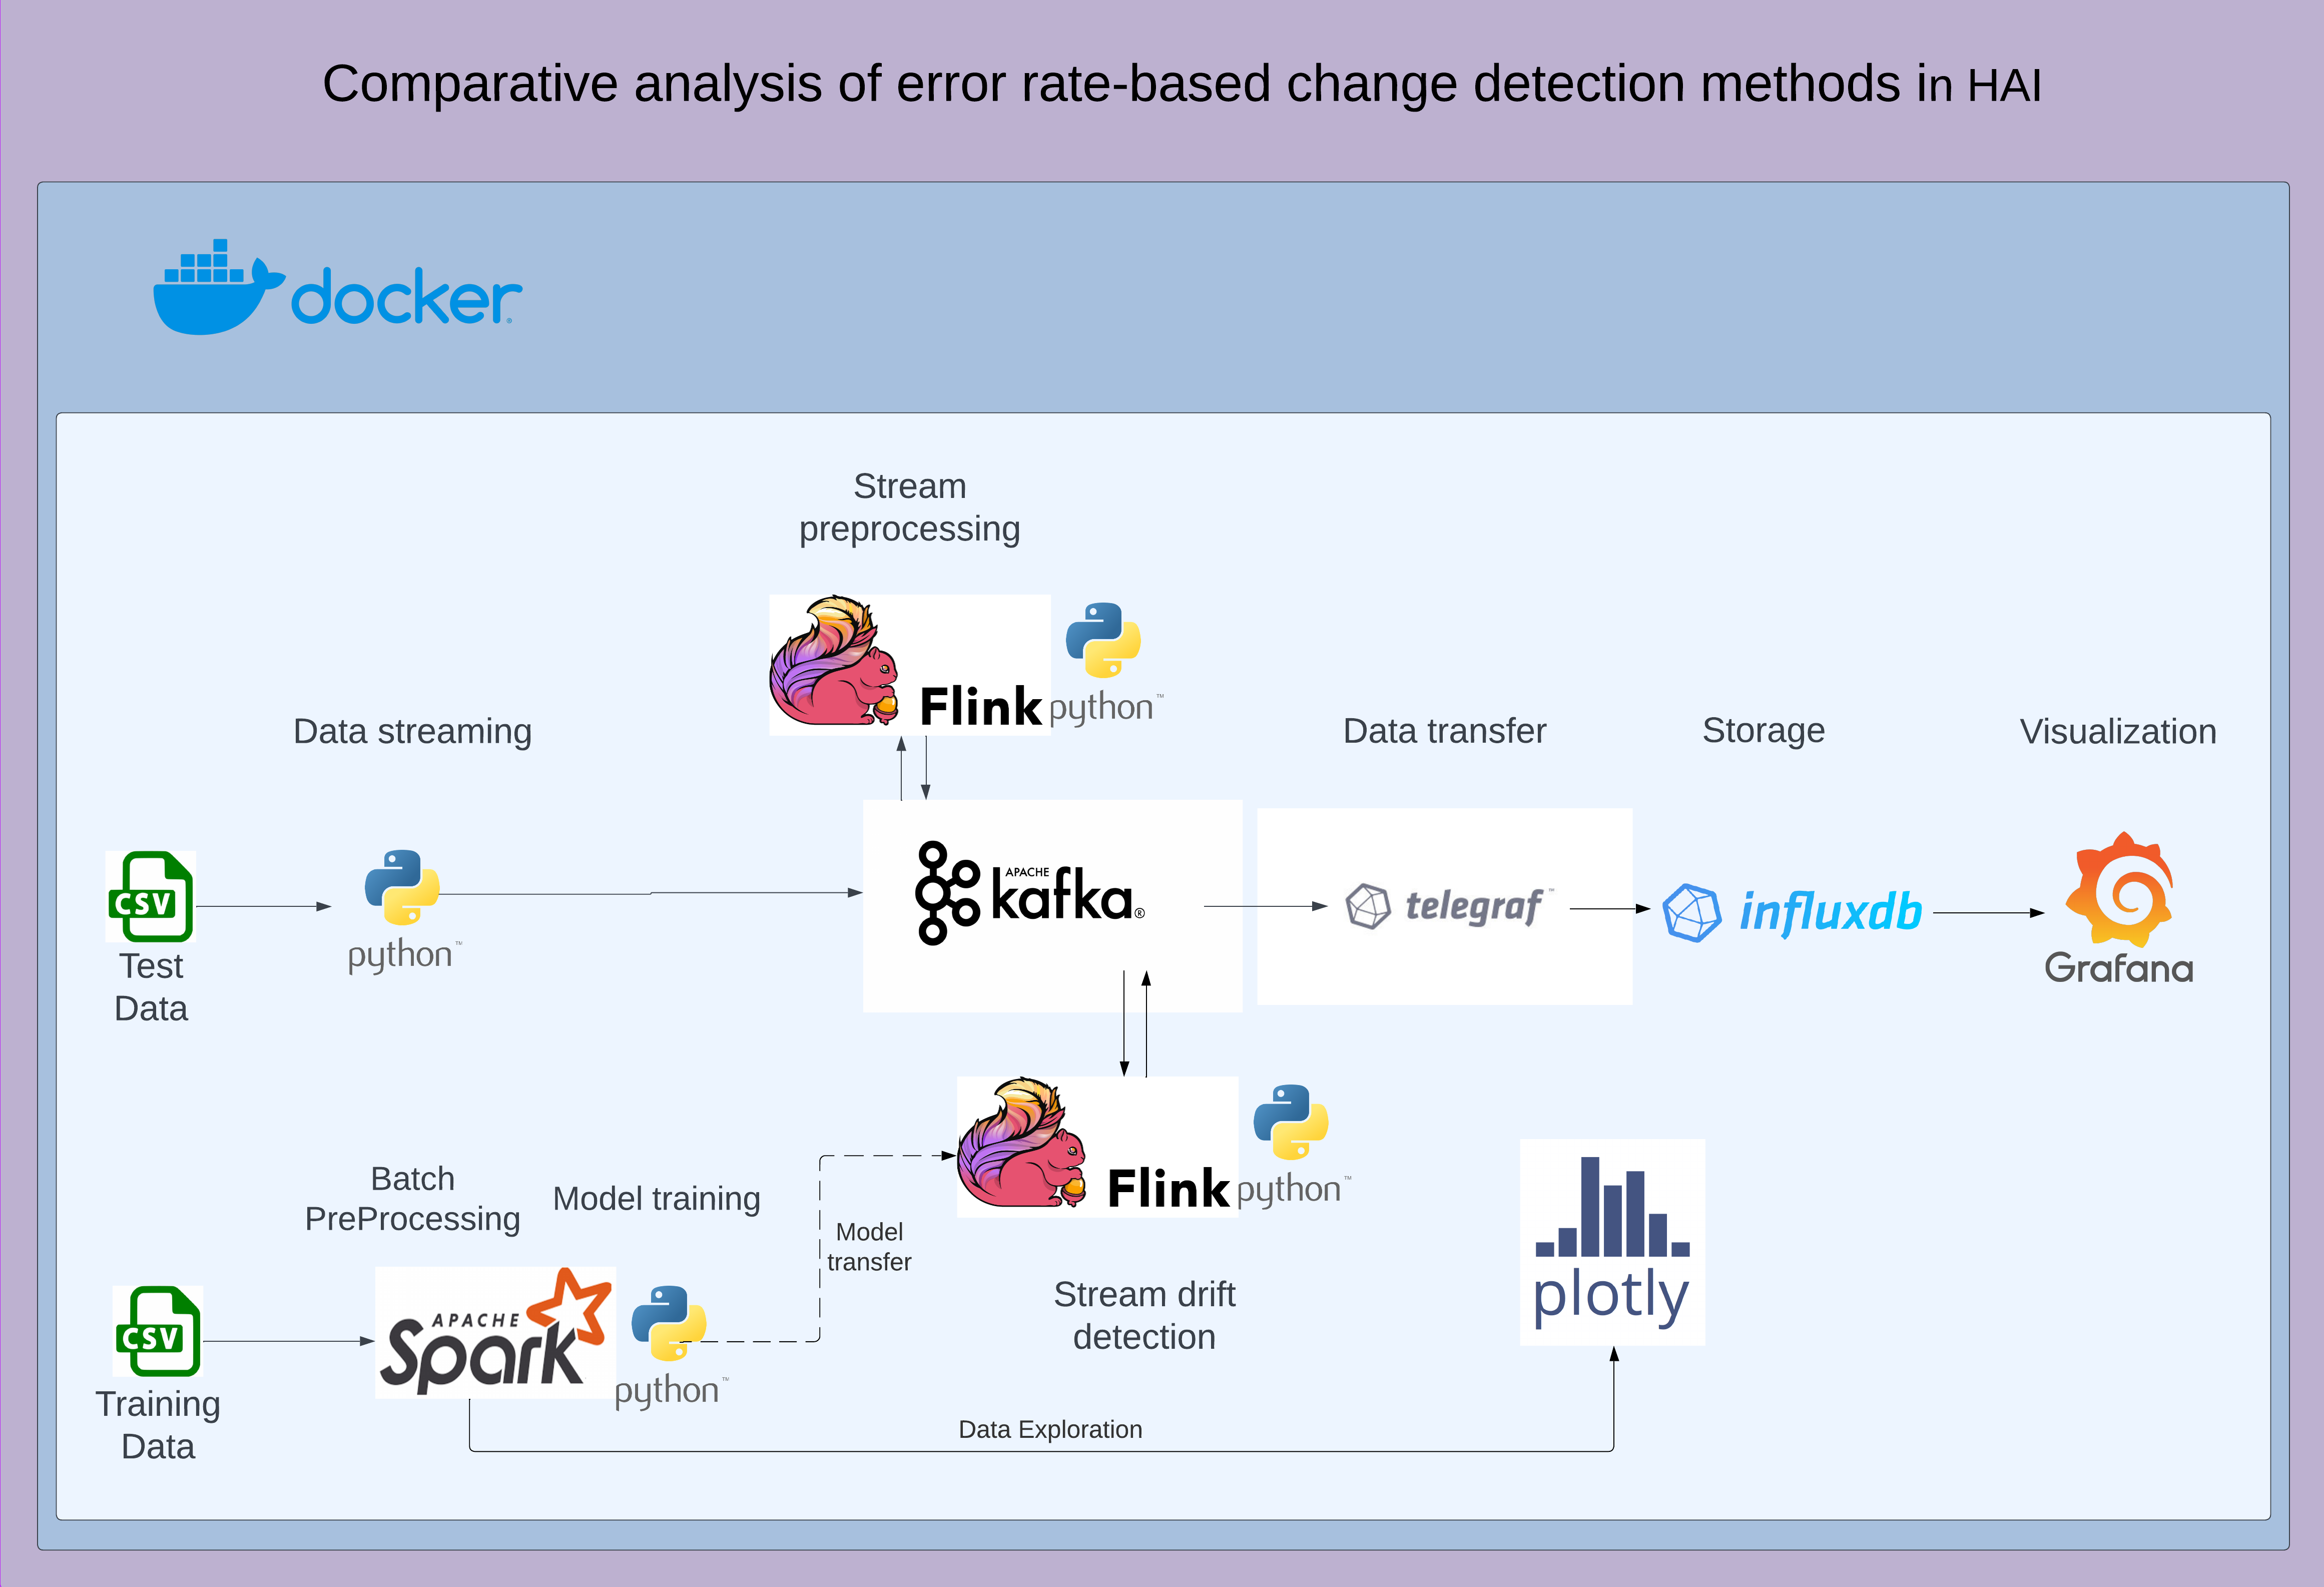 Comparative analysis of error rate-based change detection methods in HAI
docker
Stream
preprocessing
Flink
python™
Data streaming
Data transfer
Storage
Visualization
CSV
Test
Data
python™
APACHE
kafka®
telegraf™
influxdb
Grafana
Flink
python™
Batch
PreProcessing
Model training
Model
transfer
Stream drift
detection
plotly
CSV
Training
Data
APACHE
Spark
python™
Data Exploration